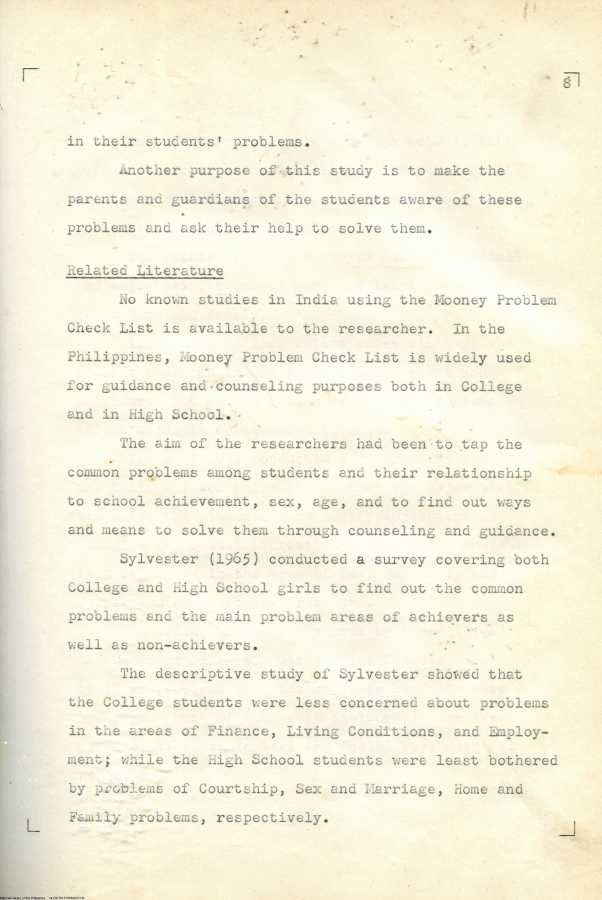 8
in their students' problems.
Another purpose of this study is to make the
parents and guardians of the students aware of these
problems and ask their help to solve them.
Related Literature
No known studies in India using the Mooney Problem
Check List is available to the researcher. In the
Philippines, Mooney Problem Check List is widely used
for guidance and counseling purposes both in College
and in High School.
The aim of the researchers had been to tap the
common problems among students and their relationship
to school achievement, sex, age, and to find out ways
and means to solve them through counseling and guidance.
Sylvester (1965) conducted a survey covering both
College and High School girls to find out the common
problems and the main problem areas of achievers as
well as non-achievers.
The descriptive study of Sylvester showed that
the College students were less concerned about problems
in the areas of Finance, Living Conditions, and Employ-
ment; while the High School students were least bothered
by problems of Courtship, Sex and Marriage, Home and
Family problems, respectively.